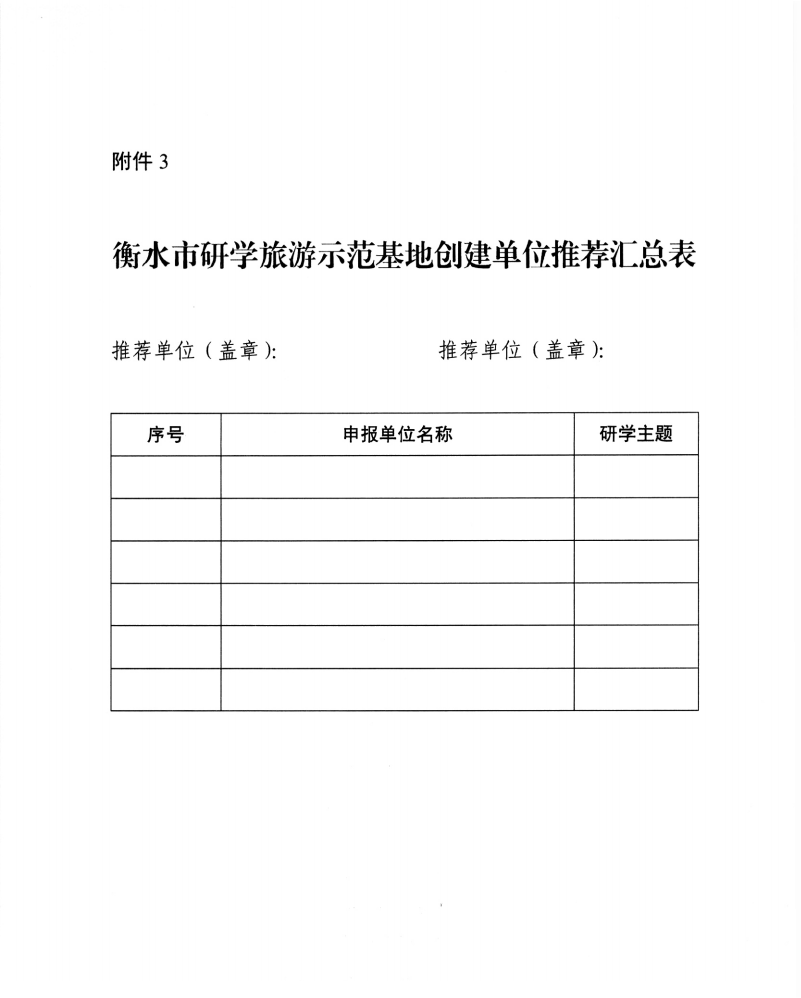 附件 3
衡水市研学旅游示范基地创建单位推荐汇总表
推荐单位（盖章）： 推荐单位（盖章）：
序号 申报单位名称 研学主题